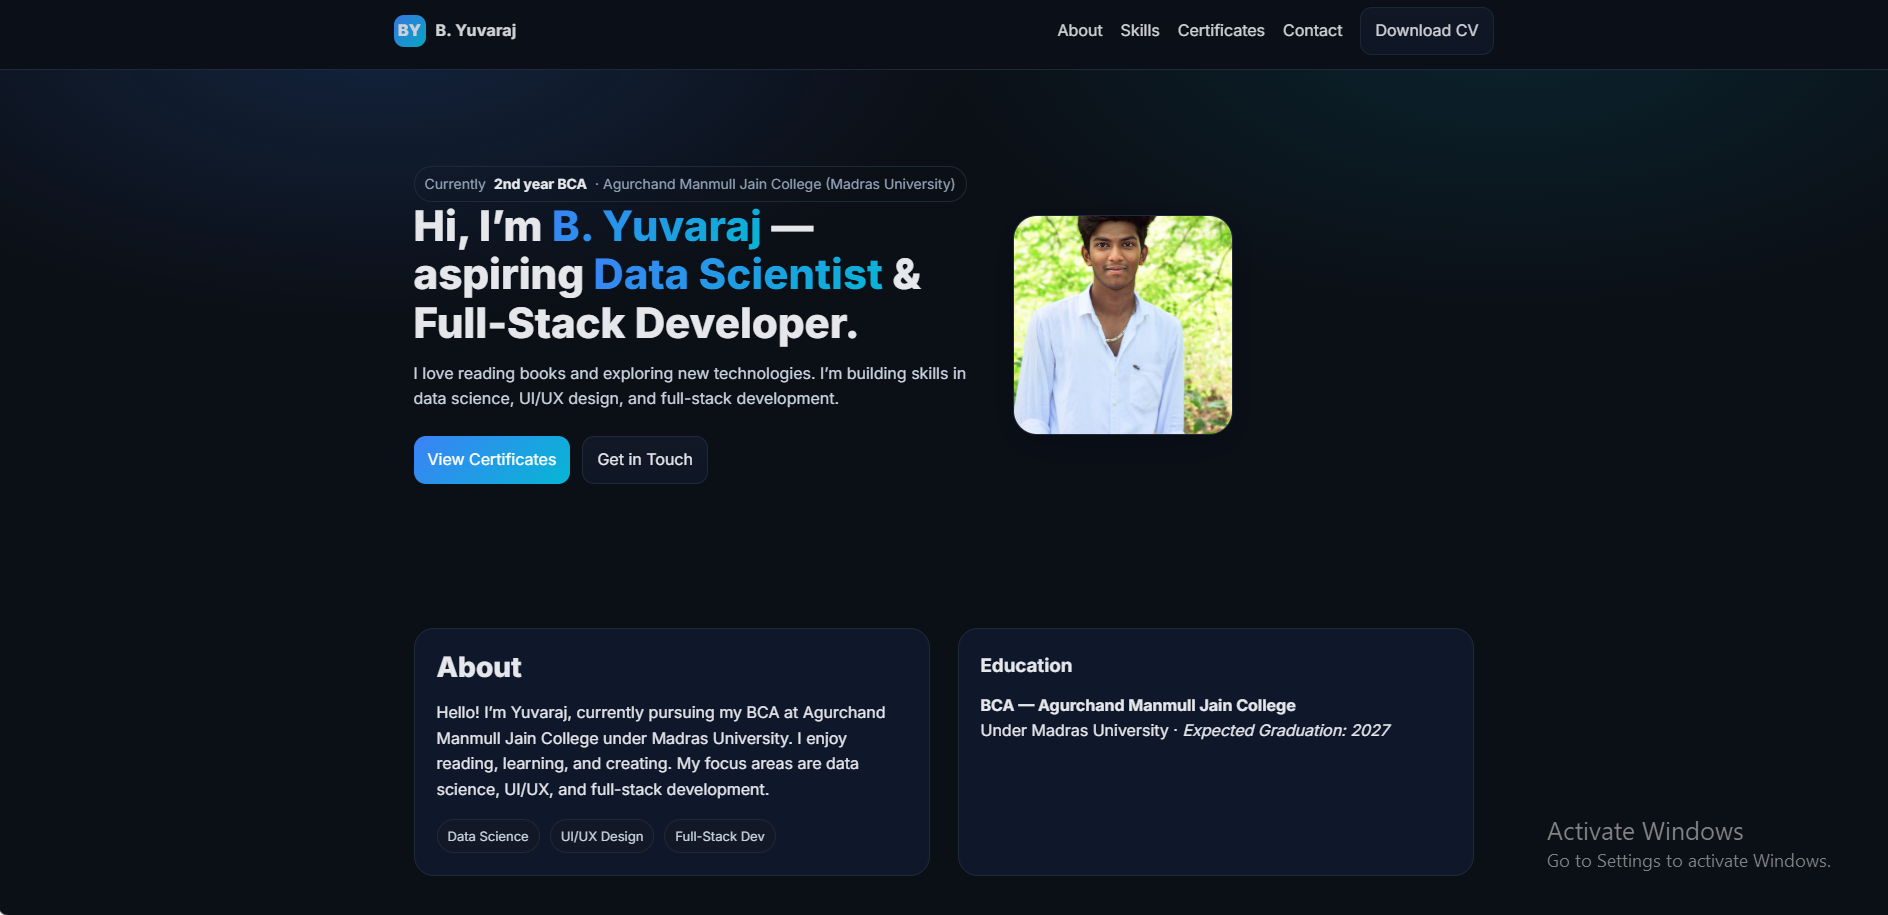 BY B. Yuvaraj
About Skills Certificates Contact Download CV
Currently 2nd year BCA · Agurchand Manmull Jain College (Madras University)
Hi, I’m B. Yuvaraj —
aspiring Data Scientist &
Full-Stack Developer.
I love reading books and exploring new technologies. I’m building skills in
data science, UI/UX design, and full-stack development.
View Certificates Get in Touch
About
Hello! I’m Yuvaraj, currently pursuing my BCA at Agurchand
Manmull Jain College under Madras University. I enjoy
reading, learning, and creating. My focus areas are data
science, UI/UX, and full-stack development.
Data Science UI/UX Design Full-Stack Dev
Education
BCA — Agurchand Manmull Jain College
Under Madras University · Expected Graduation: 2027
Activate Windows
Go to Settings to activate Windows.